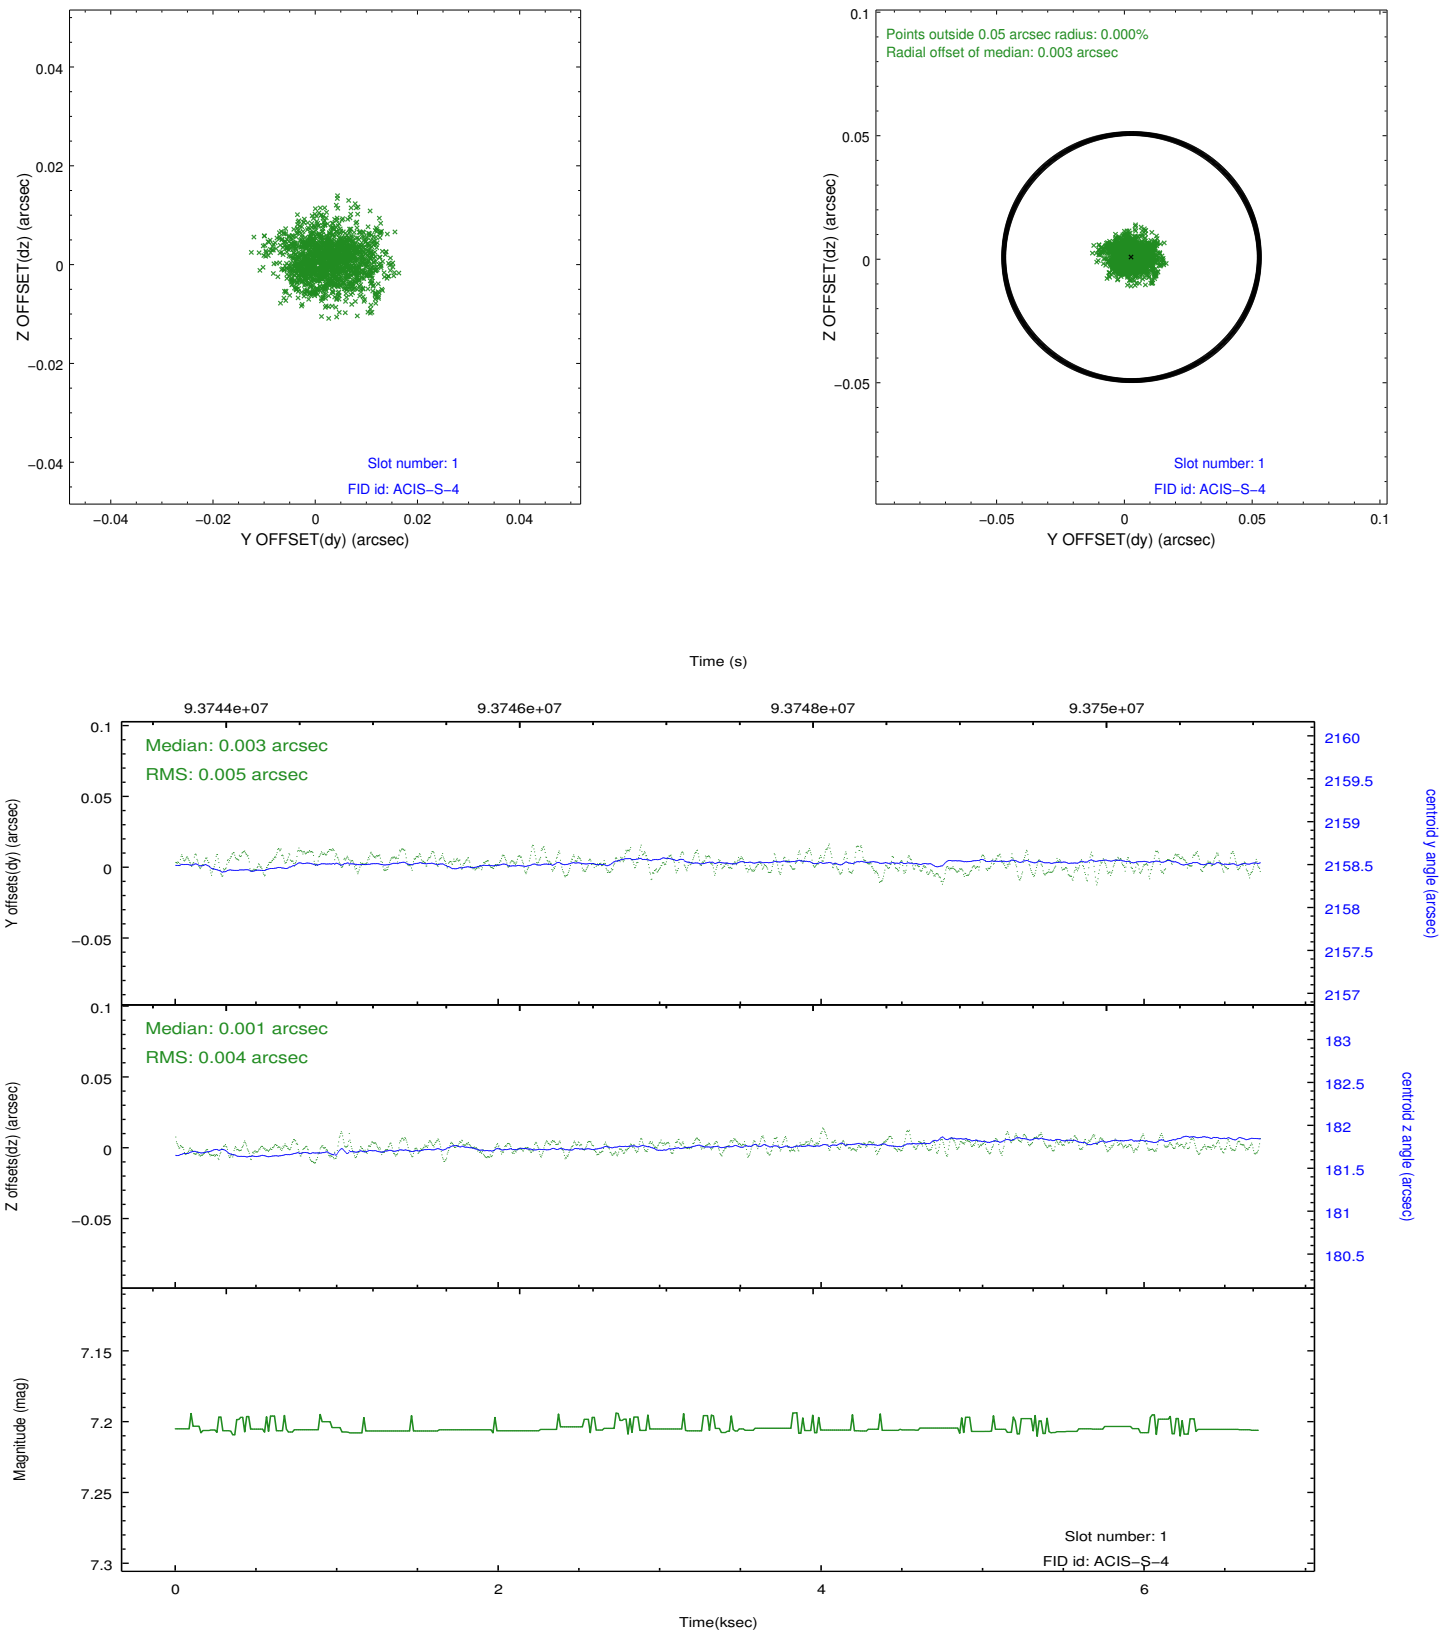 0.04
0.02
0
−0.02
−0.04
Z OFFSET(dz) (arcsec)
Slot number: 1
FID id: ACIS−S−4
−0.04 −0.02 0 0.02 0.04
Y OFFSET(dy) (arcsec)
0.1
0.05
0
−0.05
Z OFFSET(dz) (arcsec)
Points outside 0.05 arcsec radius: 0.000%
Radial offset of median: 0.003 arcsec
Slot number: 1
FID id: ACIS−S−4
−0.05 0 0.05 0.1
Y OFFSET(dy) (arcsec)
Time (s)
9.3744e+07 9.3746e+07 9.3748e+07 9.375e+07
0.1
0.05
0
−0.05
Y offsets(dy) (arcsec)
Median: 0.003 arcsec
RMS: 0.005 arcsec
2160
2159.5
2159
2158.5
2158
2157.5
2157
centroid y angle (arcsec)
0.1
0.05
0
−0.05
Z offsets(dz) (arcsec)
Median: 0.001 arcsec
RMS: 0.004 arcsec
183
182.5
182
181.5
181
180.5
centroid z angle (arcsec)
7.15
7.2
7.25
7.3
Magnitude (mag)
Slot number: 1
FID id: ACIS−S−4
0 2 4 6
Time(ksec)